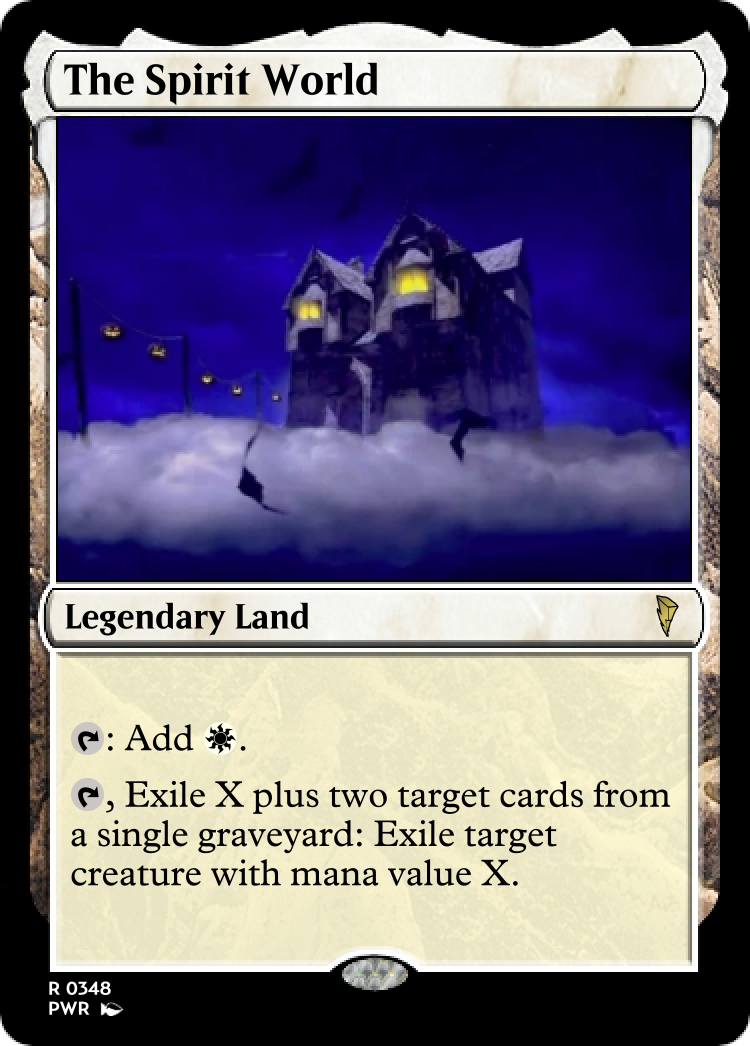 The Spirit World
Legendary Land
: Add .
, Exile X plus two target cards from
a single graveyard: Exile target
creature with mana value X.
R 0348
PWR